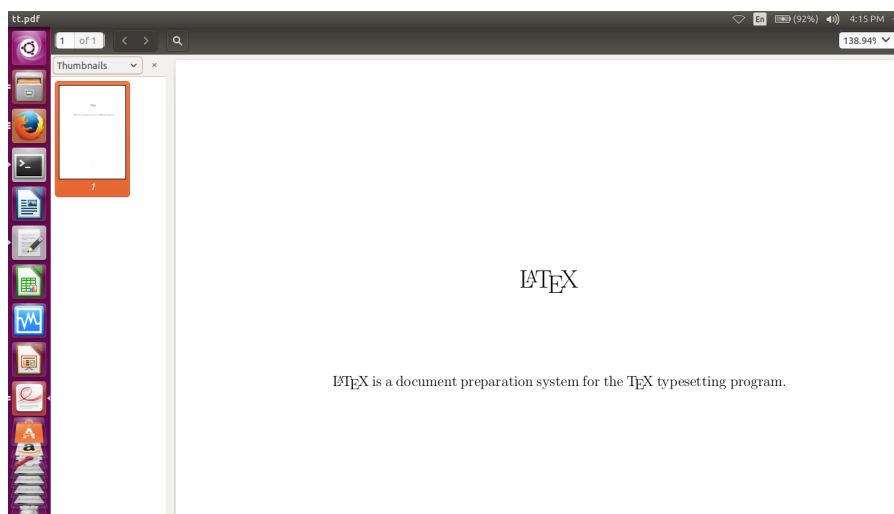 tt.pdf
En
(92%)
4:15 PM
1 of 1
138.94%
Thumbnails
1
LATEX
LATEX is a document preparation system for the TEX typesetting program.